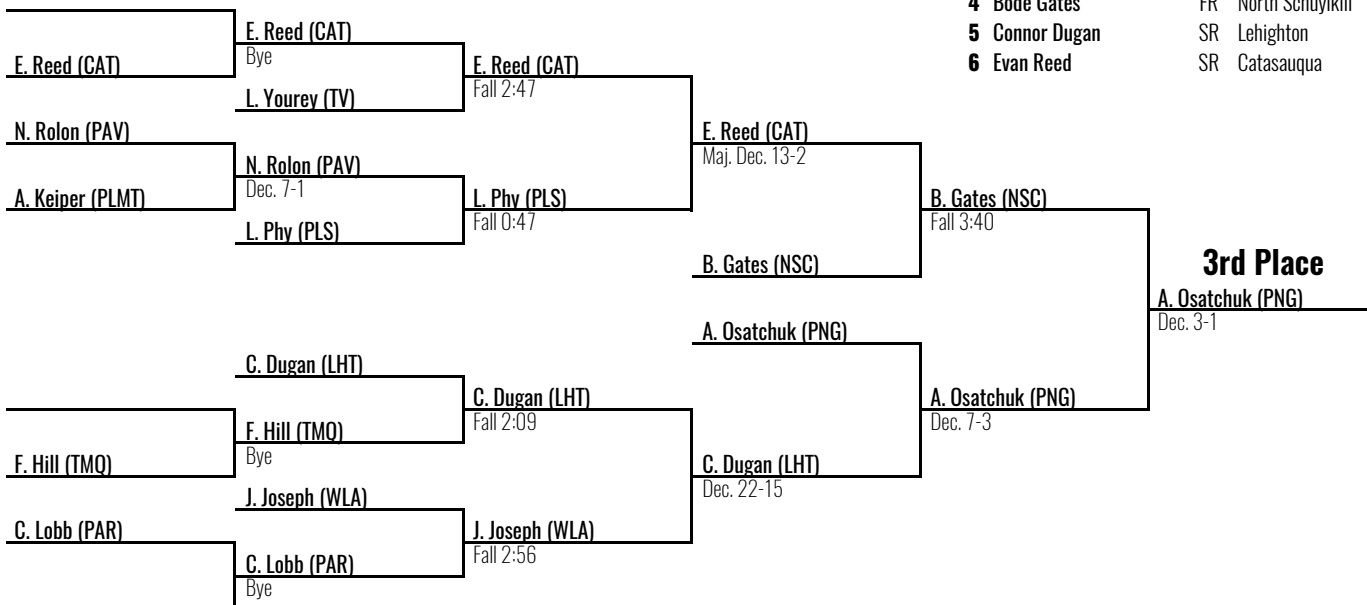 4 Bode Gates FR North Schuylkill
5 Connor Dugan SR Lehighton
6 Evan Reed SR Catasauqua
E. Reed (CAT)
Bye
E. Reed (CAT)
E. Reed (CAT)
Fall 2:47
L. Yourey (TV)
N. Rolon (PAV)
E. Reed (CAT)
Maj. Dec. 13-2
N. Rolon (PAV)
Dec. 7-1
A. Keiper (PLMT)
L. Phy (PLS)
Fall 0:47
B. Gates (NSC)
Fall 3:40
L. Phy (PLS)
B. Gates (NSC)
3rd Place
A. Osatchuk (PNG)
Dec. 3-1
A. Osatchuk (PNG)
C. Dugan (LHT)
C. Dugan (LHT)
Fall 2:09
A. Osatchuk (PNG)
Dec. 7-3
F. Hill (TMQ)
Bye
F. Hill (TMQ)
C. Dugan (LHT)
Dec. 22-15
J. Joseph (WLA)
C. Lobb (PAR)
J. Joseph (WLA)
Fall 2:56
C. Lobb (PAR)
Bye